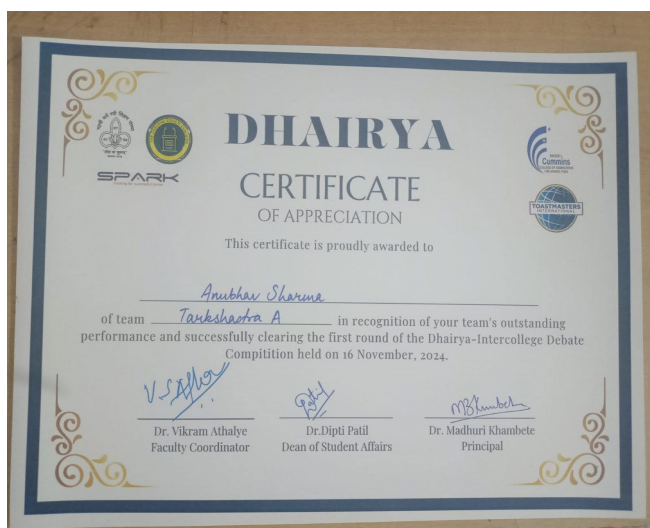 DHAIRYA
SPARK
Cummins
TOASTMASTERS
INTERNATIONAL
CERTIFICATE
OF APPRECIATION
This certificate is proudly awarded to
Anubhav Sharma
of team Tarkshastra A in recognition of your team's outstanding
performance and successfully clearing the first round of the Dhairya-Intercollege Debate
Compitition held on 16 November, 2024.
Dr. Vikram Athalye
Faculty Coordinator
Dr.Dipti Patil
Dean of Student Affairs
Dr. Madhuri Khambete
Principal